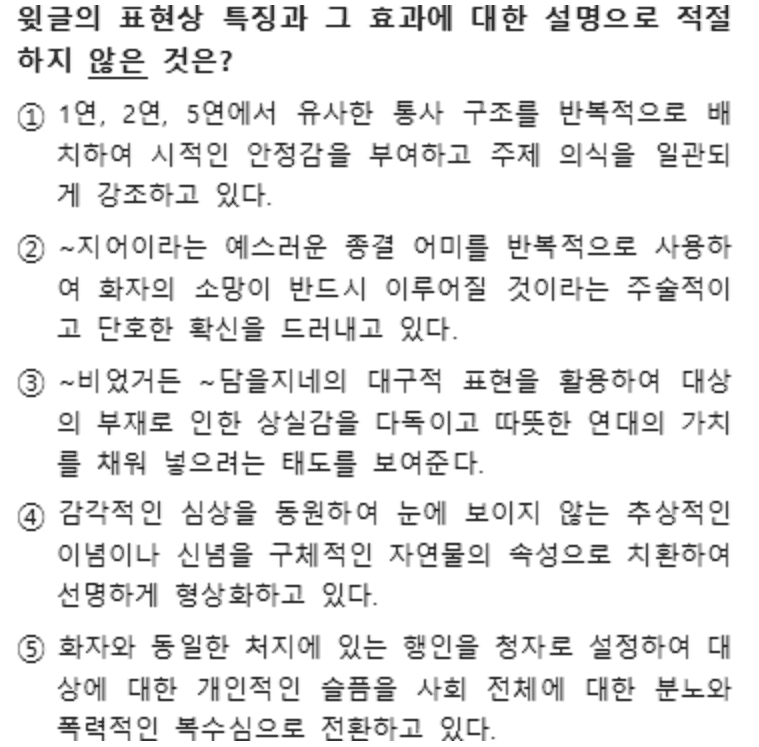 윗글의 표현상 특징과 그 효과에 대한 설명으로 적절
하지 않은 것은?
① 1연, 2연, 5연에서 유사한 통사 구조를 반복적으로 배
치하여 시적인 안정감을 부여하고 주제 의식을 일관되
게 강조하고 있다.
② ~지어이라는 예스러운 종결 어미를 반복적으로 사용하
여 화자의 소망이 반드시 이루어질 것이라는 주술적이
고 단호한 확신을 드러내고 있다.
③ ~비었거든 ~담을지네의 대구적 표현을 활용하여 대상
의 부재로 인한 상실감을 다독이고 따뜻한 연대의 가치
를 채워 넣으려는 태도를 보여준다.
④ 감각적인 심상을 동원하여 눈에 보이지 않는 추상적인
이념이나 신념을 구체적인 자연물의 속성으로 치환하여
선명하게 형상화하고 있다.
⑤ 화자와 동일한 처지에 있는 행인을 청자로 설정하여 대
상에 대한 개인적인 슬픔을 사회 전체에 대한 분노와
폭력적인 복수심으로 전환하고 있다.